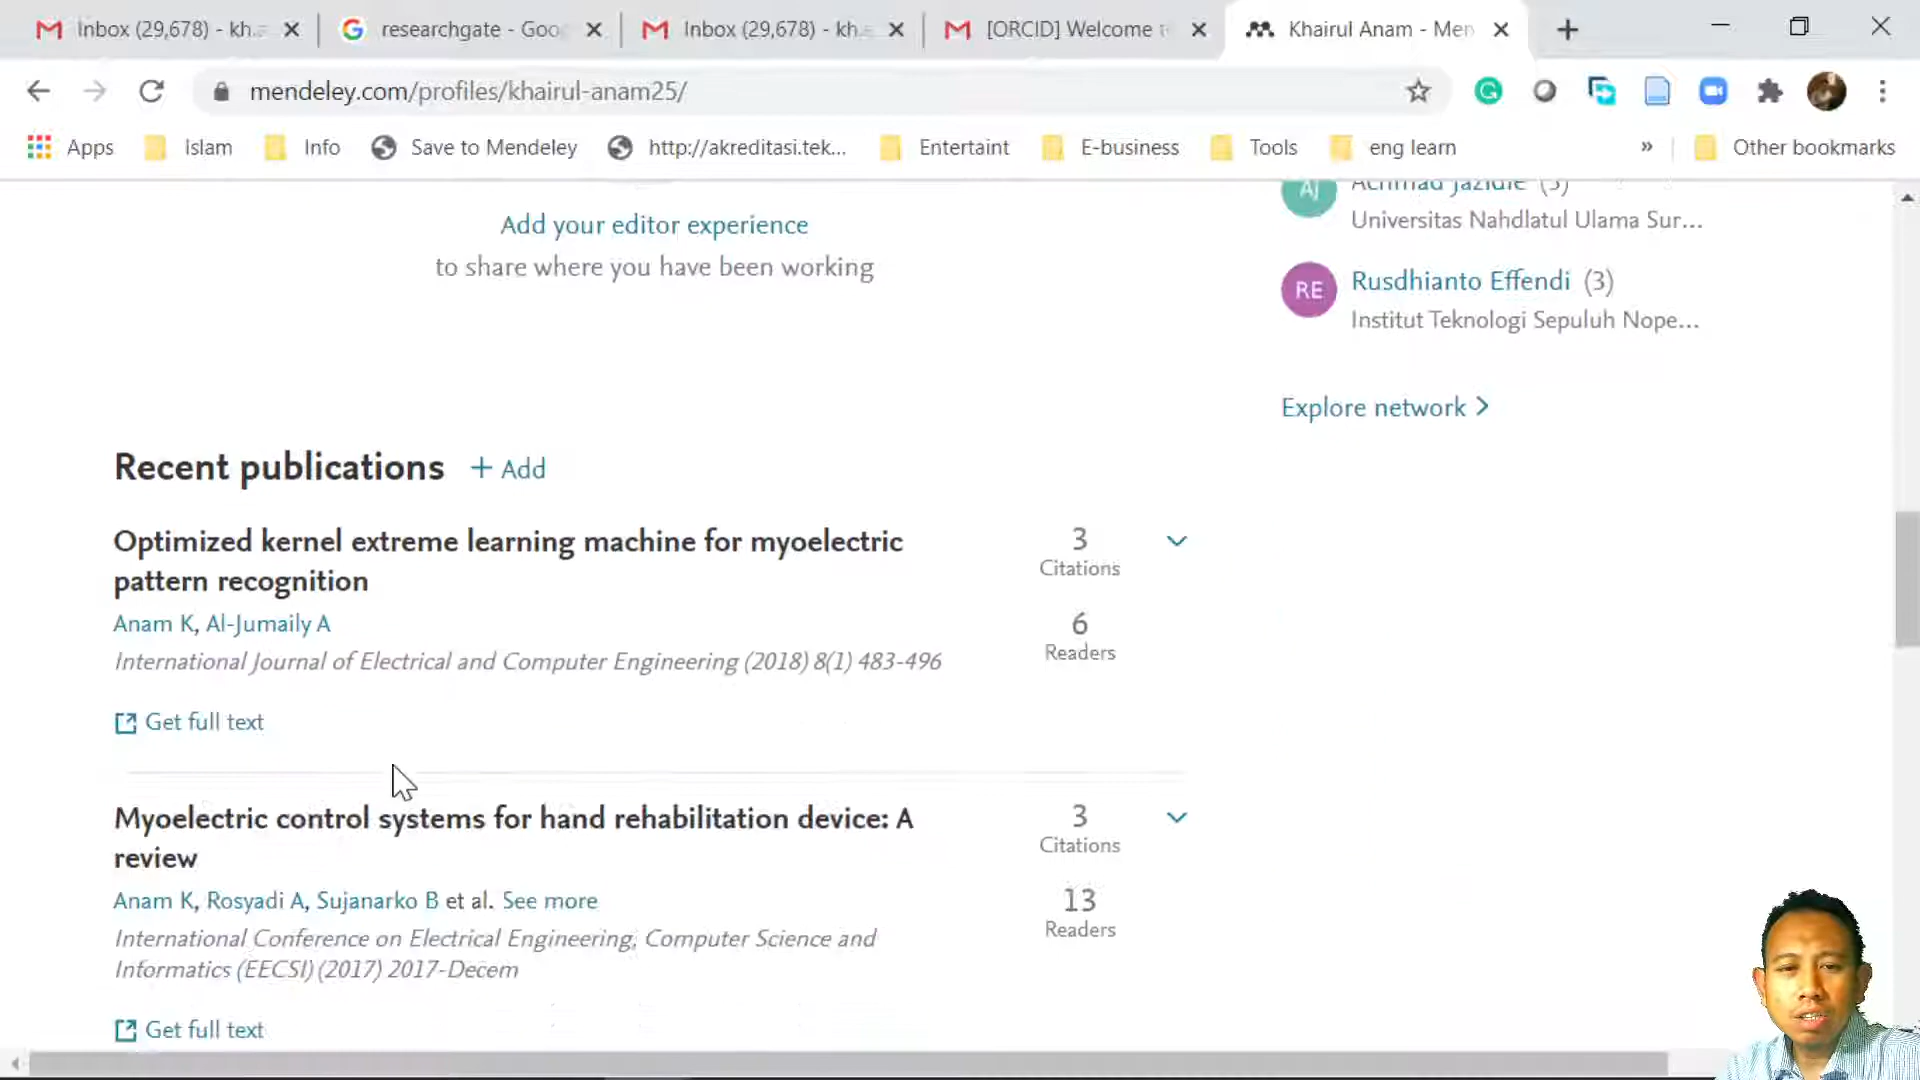 Inbox (29,678) - kh.
researchgate - Goo
Inbox (29,678) - kh.
[ORCID] Welcome t
Khairul Anam - Men
mendeley.com/profiles/khairul-anam25/
Apps
Islam
Info
Save to Mendeley
http://akreditasi.tek...
Entertaint
E-business
Tools
eng learn
»
Other bookmarks
Add your editor experience
to share where you have been working
AJ
Achmad Jazidie (3)
Universitas Nahdlatul Ulama Sur...
RE
Rusdhianto Effendi (3)
Institut Teknologi Sepuluh Nope...
Explore network
Recent publications + Add
Optimized kernel extreme learning machine for myoelectric
pattern recognition
Anam K, Al-Jumaily A
International Journal of Electrical and Computer Engineering (2018) 8(1) 483-496
3
Citations
6
Readers
Get full text
Myoelectric control systems for hand rehabilitation device: A
review
Anam K, Rosyadi A, Sujanarko B et al. See more
International Conference on Electrical Engineering, Computer Science and
Informatics (EECSI) (2017) 2017-Decem
3
Citations
13
Readers
Get full text